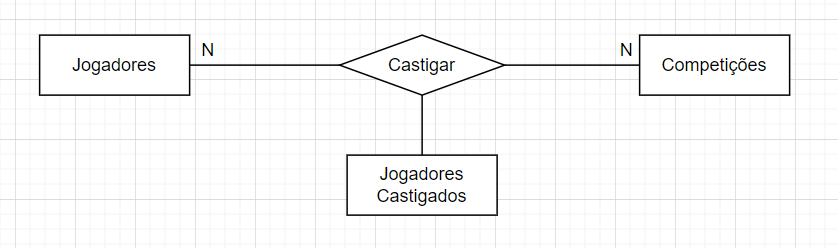 Jogadores
N
Castigar
N
Competições
Jogadores
Castigados